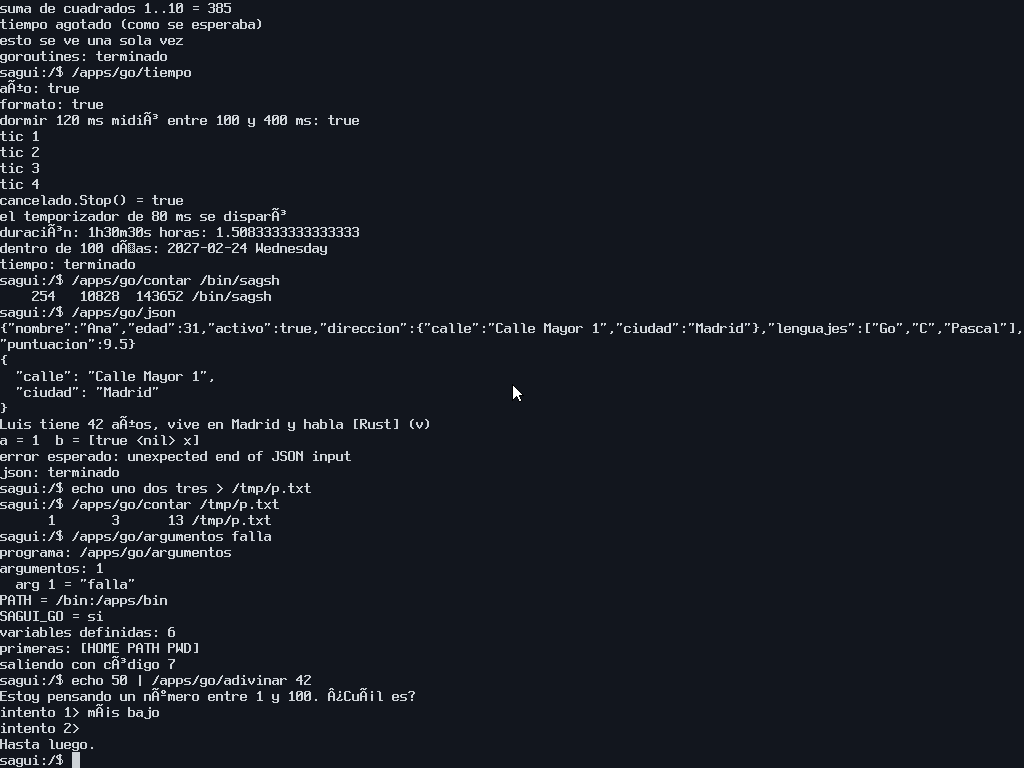 suma de cuadrados 1..10 = 385
tiempo agotado (como se esperaba)
esto se ve una sola vez
goroutines: terminado
sagui:/$ /apps/go/tiempo
aÃ±o: true
formato: true
dormir 120 ms midiÃ³ entre 100 y 400 ms: true
tic 1
tic 2
tic 3
tic 4
cancelado.Stop() = true
el temporizador de 80 ms se disparÃ³
duraciÃ³n: 1h30m30s horas: 1.5083333333333333
dentro de 100 dÃ­as: 2027-02-24 Wednesday
tiempo: terminado
sagui:/$ /apps/go/contar /bin/sagsh
    254   10828  143652 /bin/sagsh
sagui:/$ /apps/go/json
{"nombre":"Ana","edad":31,"activo":true,"direccion":{"calle":"Calle Mayor 1","ciudad":"Madrid"},"lenguajes":["Go","C","Pascal"],
"puntuacion":9.5}
{
  "calle": "Calle Mayor 1",
  "ciudad": "Madrid"
}
Luis tiene 42 aÃ±os, vive en Madrid y habla [Rust] (v)
a = 1  b = [true <nil> x]
error esperado: unexpected end of JSON input
json: terminado
sagui:/$ echo uno dos tres > /tmp/p.txt
sagui:/$ /apps/go/contar /tmp/p.txt
      1       3      13 /tmp/p.txt
sagui:/$ /apps/go/argumentos falla
programa: /apps/go/argumentos
argumentos: 1
  arg 1 = "falla"
PATH = /bin:/apps/bin
SAGUI_GO = si
variables definidas: 6
primeras: [HOME PATH PWD]
saliendo con cÃ³digo 7
sagui:/$ echo 50 | /apps/go/adivinar 42
Estoy pensando un nÃºmero entre 1 y 100. Â¿CuÃ¡l es?
intento 1> mÃ¡s bajo
intento 2>
Hasta luego.
sagui:/$